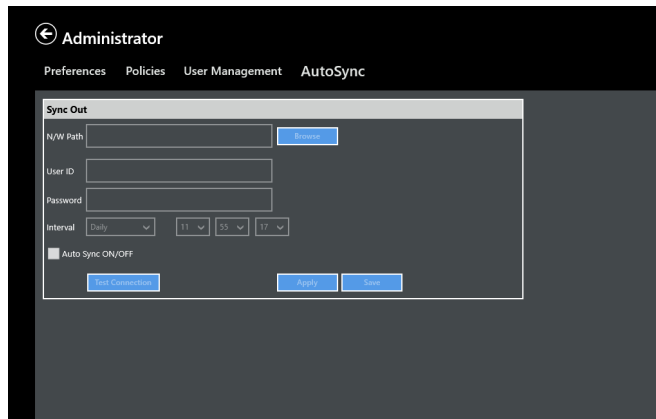 Administrator
Preferences Policies User Management AutoSync
Sync Out
N/W Path Browse
User ID
Password
Interval Daily 11 55 17
Auto Sync ON/OFF
Test Connection Apply Save